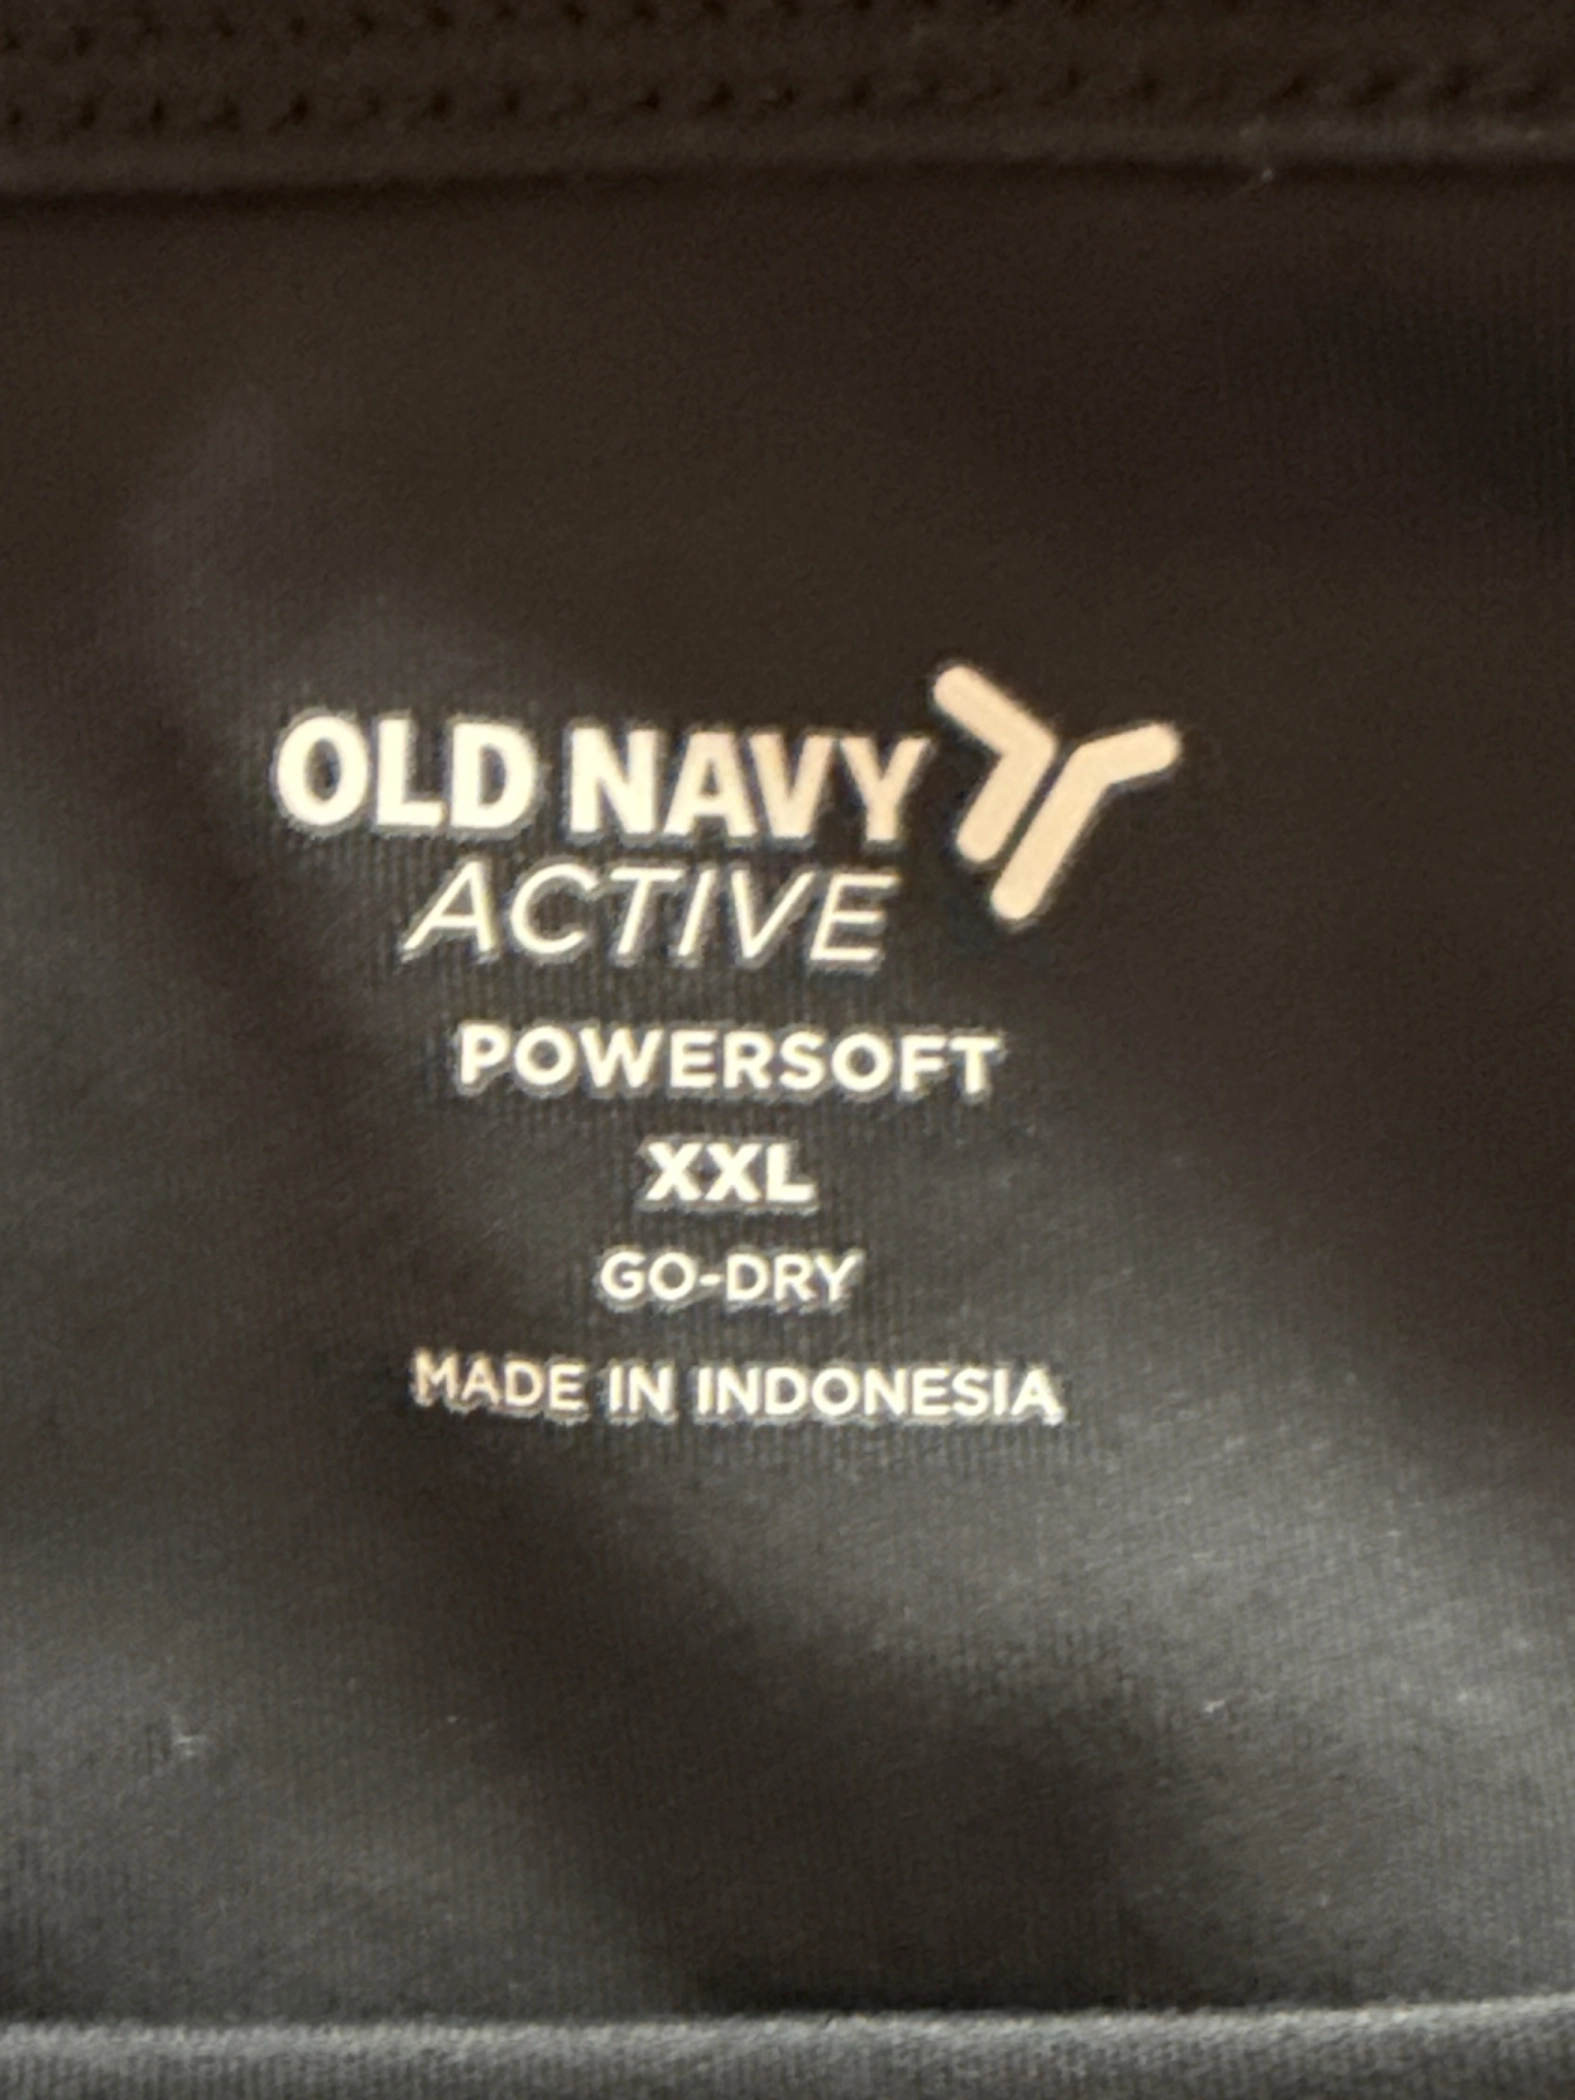 OLD NAVY
ACTIVE
POWERSOFT
XXL
GO-DRY
MADE IN INDONESIA